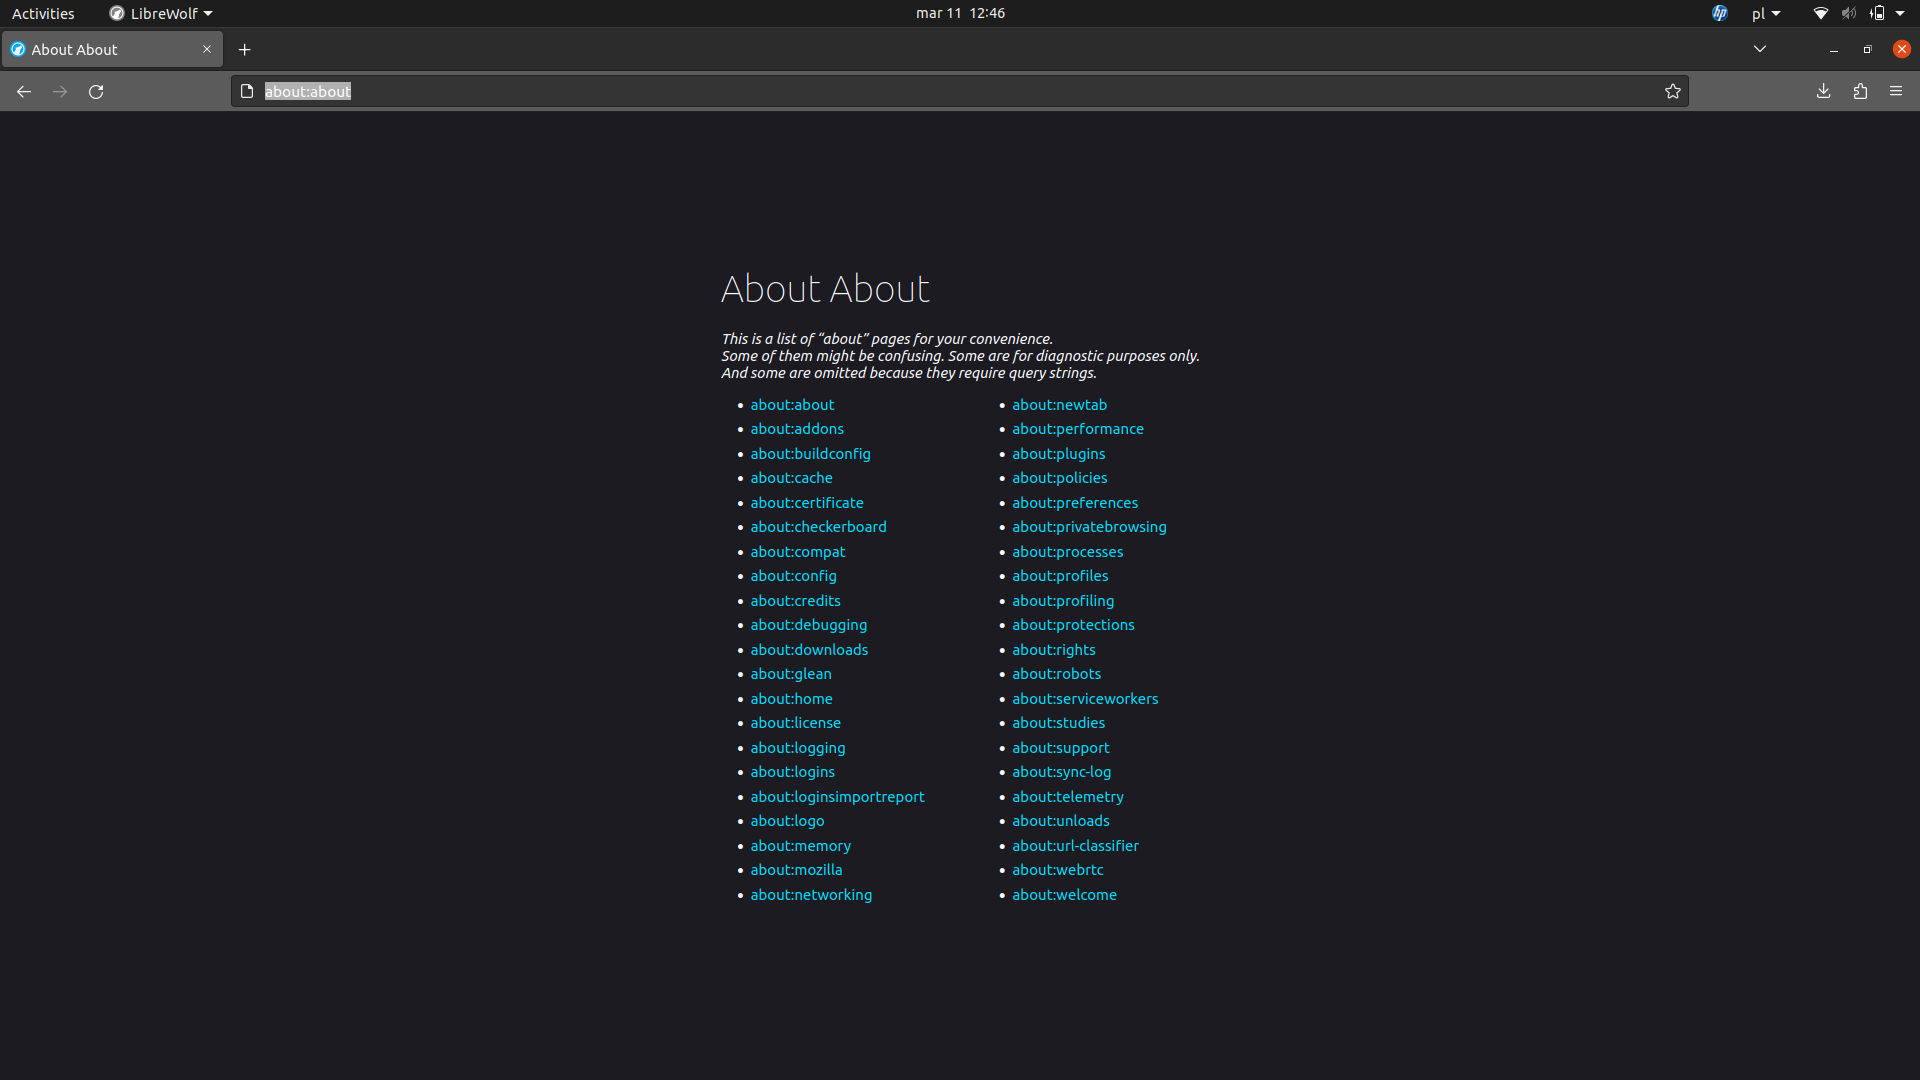 Activities
LibreWolf
mar 11 12:46
hp
pl
About About
about:about
About About
This is a list of “about” pages for your convenience.
Some of them might be confusing. Some are for diagnostic purposes only.
And some are omitted because they require query strings.
about:about
about:addons
about:buildconfig
about:cache
about:certificate
about:checkerboard
about:compat
about:config
about:credits
about:debugging
about:downloads
about:glean
about:home
about:license
about:logging
about:logins
about:loginsimportreport
about:logo
about:memory
about:mozilla
about:networking
about:newtab
about:performance
about:plugins
about:policies
about:preferences
about:privatebrowsing
about:processes
about:profiles
about:profiling
about:protections
about:rights
about:robots
about:serviceworkers
about:studies
about:support
about:sync-log
about:telemetry
about:unloads
about:url-classifier
about:webrtc
about:welcome